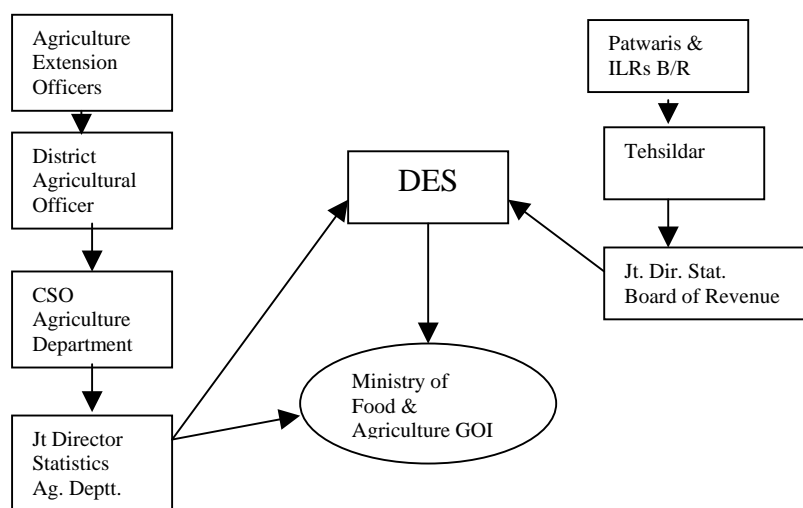 Agriculture
Extension
Officers
District
Agricultural
Officer
CSO
Agriculture
Department
Jt Director
Statistics
Ag. Deptt.
DES
Ministry of
Food &
Agriculture GOI
Patwaris &
ILRs B/R
Tehsildar
Jt. Dir. Stat.
Board of Revenue